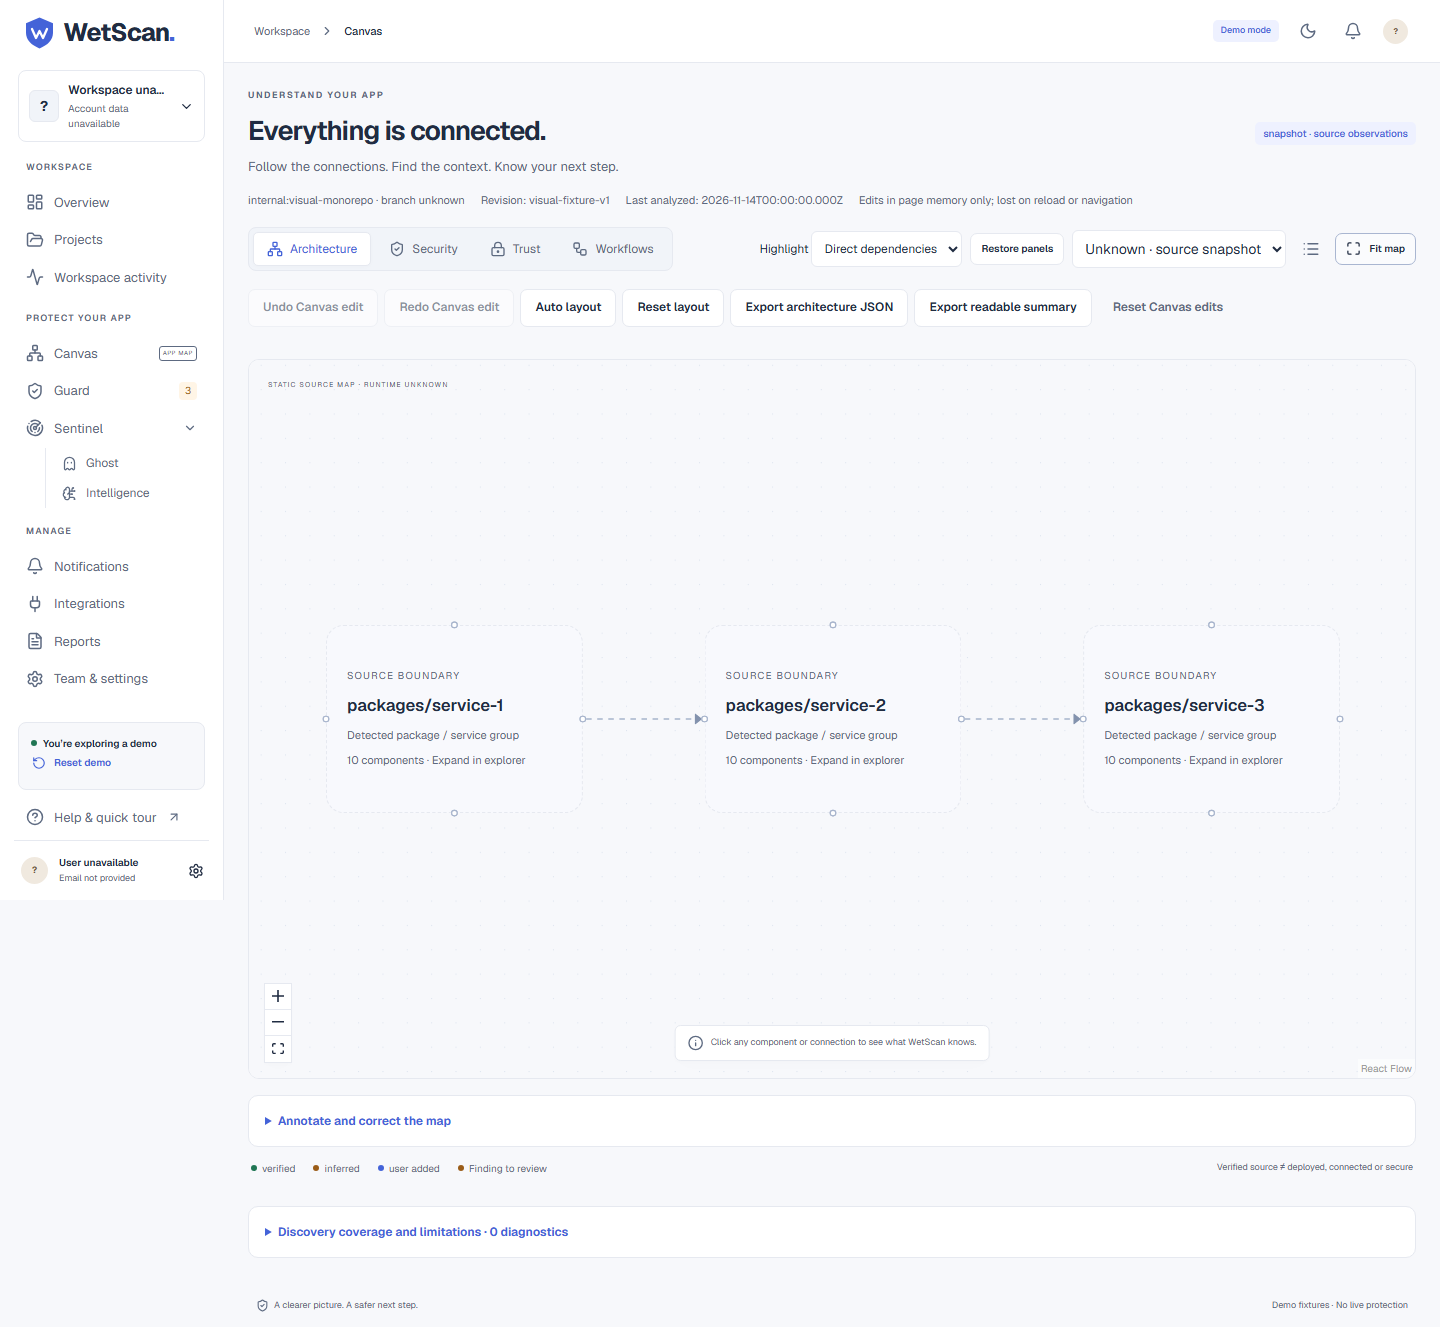 WetScan.
?
Workspace una...
Account data
unavailable
WORKSPACE
Overview
Projects
Workspace activity
PROTECT YOUR APP
Canvas
APP MAP
Guard
3
Sentinel
Ghost
Intelligence
MANAGE
Notifications
Integrations
Reports
Team & settings
You're exploring a demo
Reset demo
Help & quick tour
?
User unavailable
Email not provided
Workspace
Canvas
Demo mode
?
UNDERSTAND YOUR APP
Everything is connected.
snapshot · source observations
Follow the connections. Find the context. Know your next step.
internal:visual-monorepo · branch unknown
Revision: visual-fixture-v1
Last analyzed: 2026-11-14T00:00:00.000Z
Edits in page memory only; lost on reload or navigation
Architecture
Security
Trust
Workflows
Highlight
Direct dependencies
Restore panels
Unknown · source snapshot
Fit map
Undo Canvas edit
Redo Canvas edit
Auto layout
Reset layout
Export architecture JSON
Export readable summary
Reset Canvas edits
STATIC SOURCE MAP · RUNTIME UNKNOWN
SOURCE BOUNDARY
packages/service-1
Detected package / service group
10 components · Expand in explorer
SOURCE BOUNDARY
packages/service-2
Detected package / service group
10 components · Expand in explorer
SOURCE BOUNDARY
packages/service-3
Detected package / service group
10 components · Expand in explorer
Click any component or connection to see what WetScan knows.
React Flow
Annotate and correct the map
verified
inferred
user added
Finding to review
Verified source ≠ deployed, connected or secure
Discovery coverage and limitations · 0 diagnostics
A clearer picture. A safer next step.
Demo fixtures · No live protection